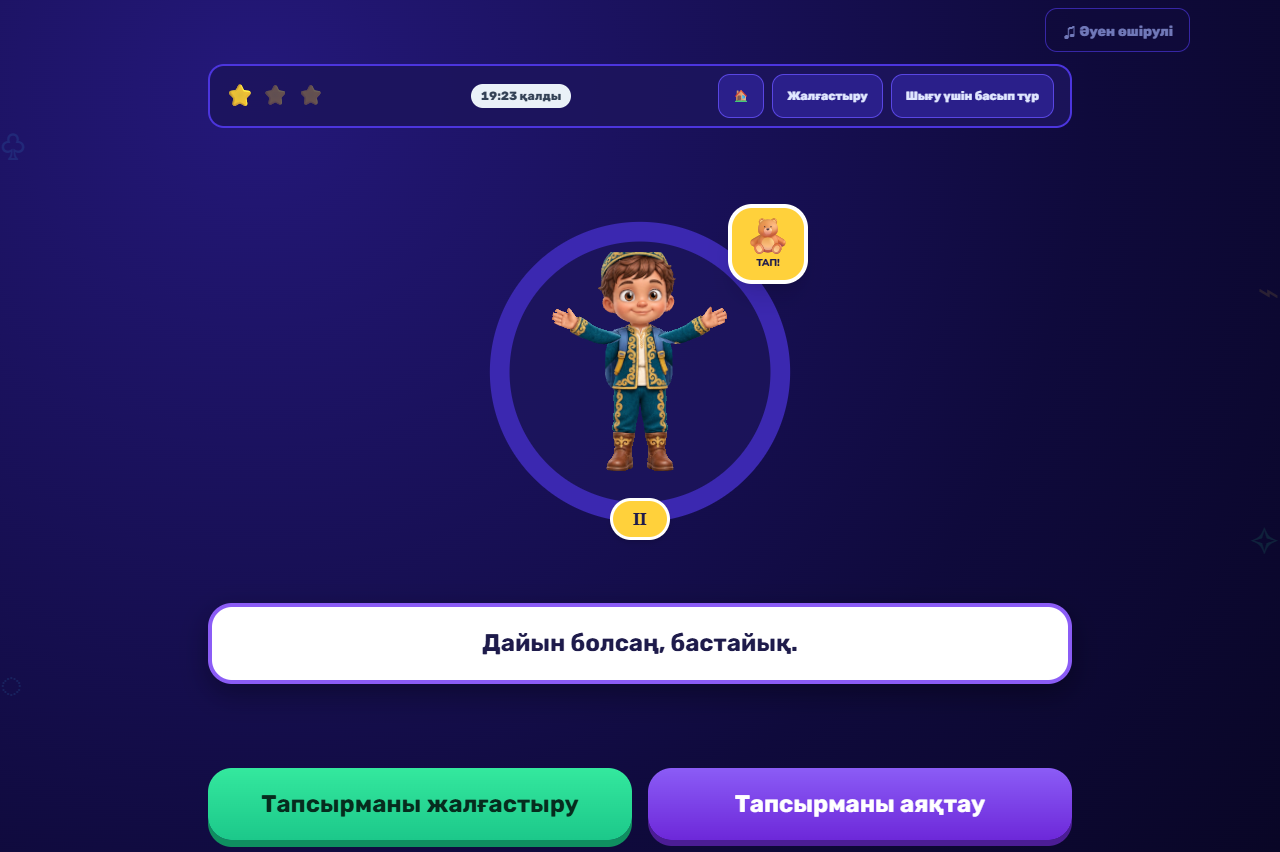 ♫ Әуен өшірулі
19:23 қалды
Жалғастыру
Шығу үшін басып тұр
ТАП!
II
Дайын болсаң, бастайық.
Тапсырманы жалғастыру
Тапсырманы аяқтау